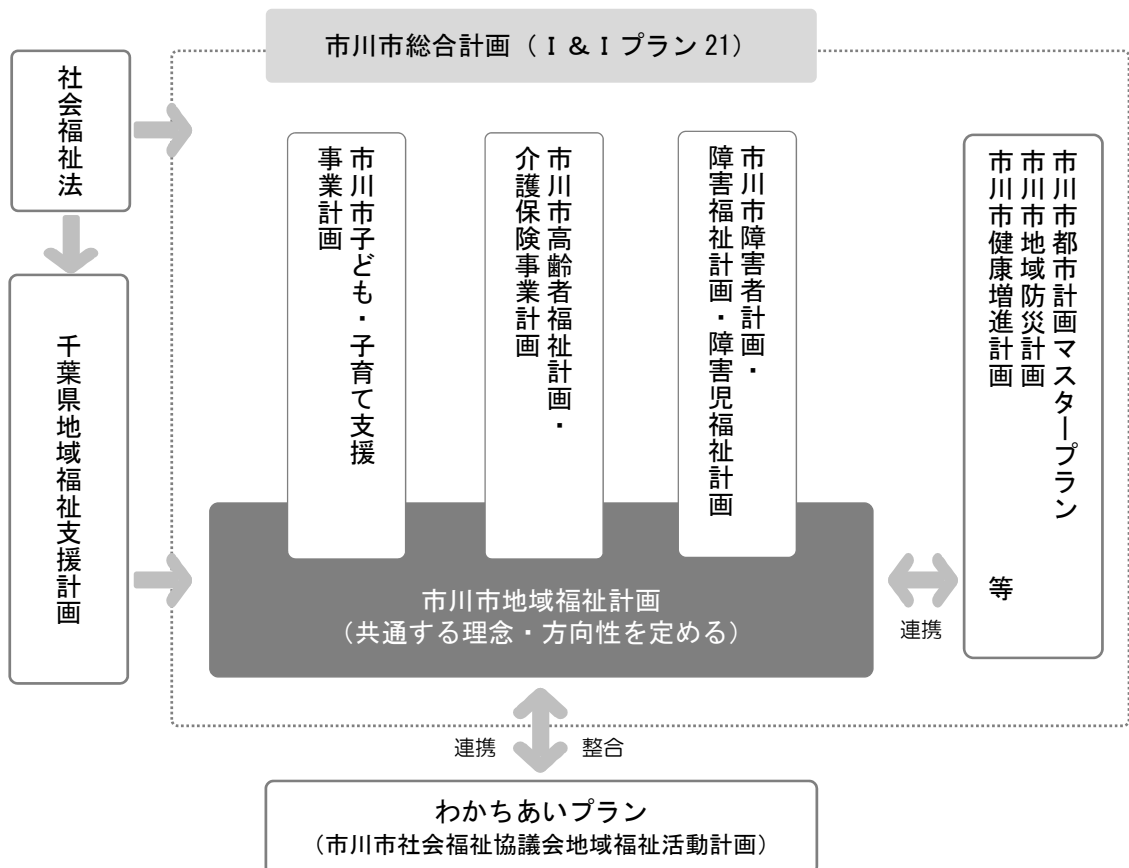 市川市総合計画（Ｉ＆Ｉプラン21）
社会福祉法
千葉県地域福祉支援計画
市川市子ども・子育て支援
事業計画
市川市高齢者福祉計画・
介護保険事業計画
市川市障害者計画・
障害福祉計画・障害児福祉計画
市川市都市計画マスタープラン
市川市地域防災計画
市川市健康増進計画　等
市川市地域福祉計画
（共通する理念・方向性を定める）
連携
連携
整合
わかちあいプラン
（市川市社会福祉協議会地域福祉活動計画）